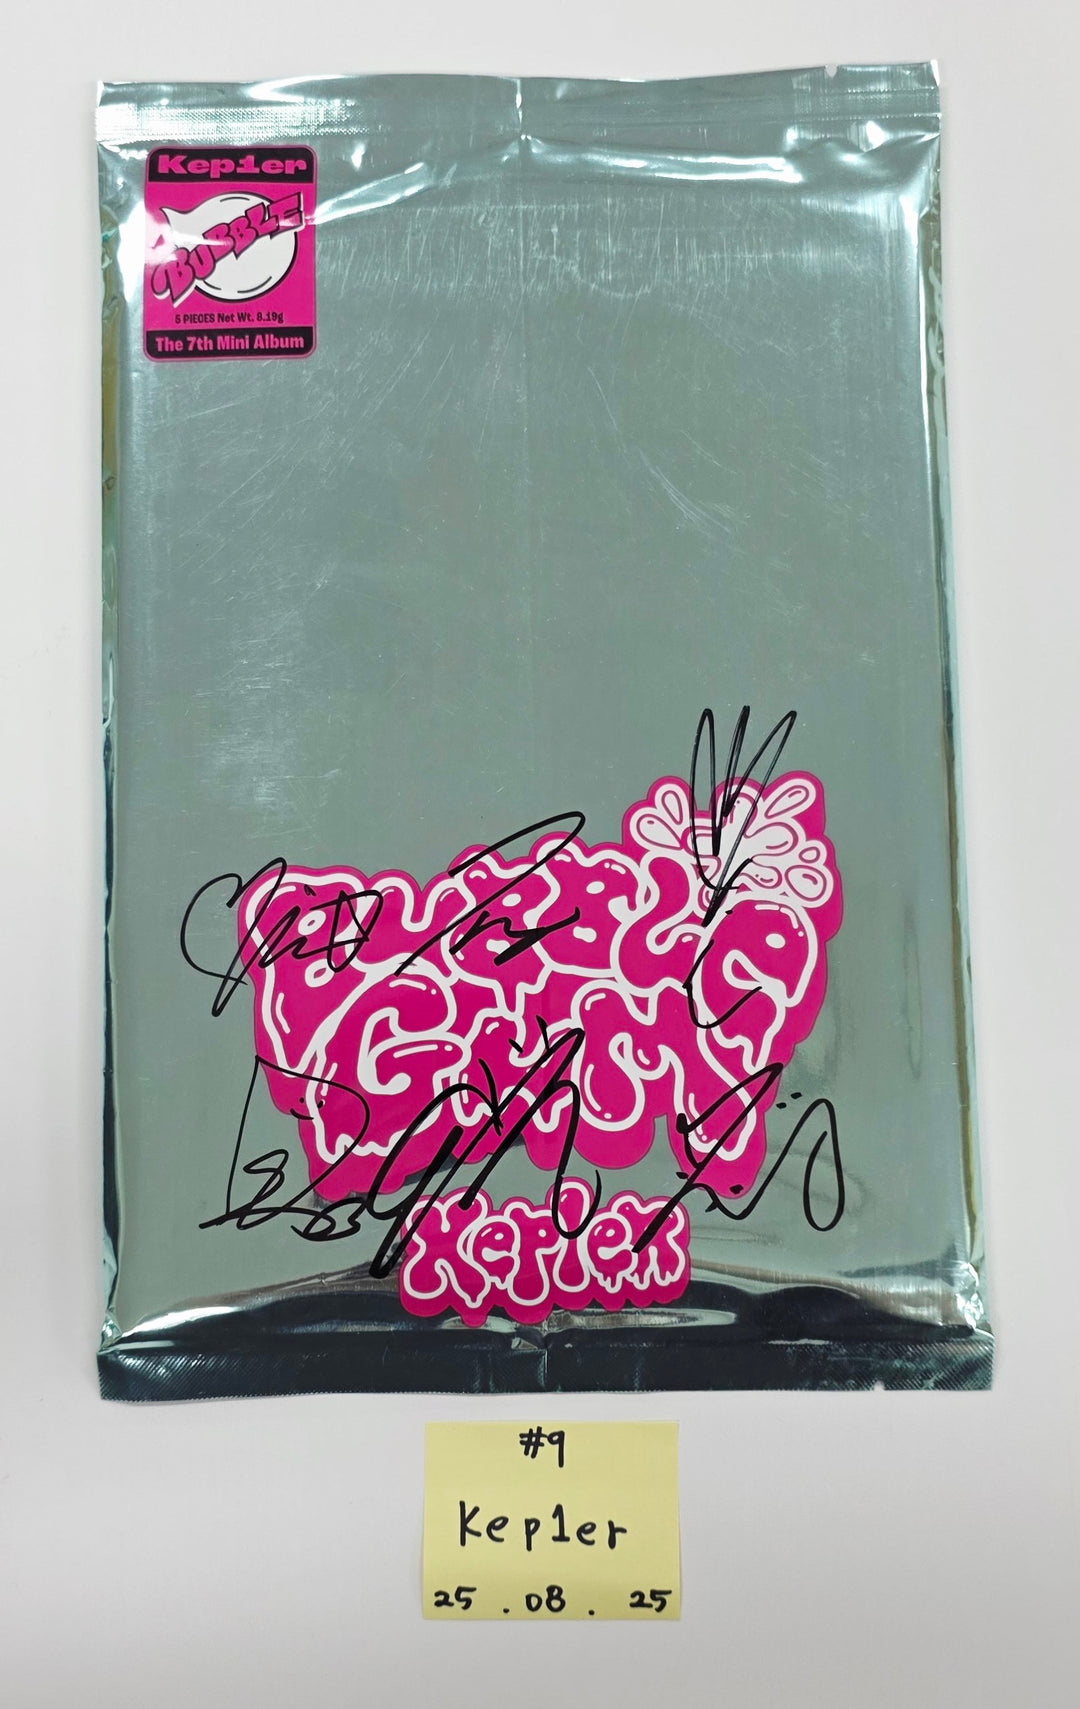 Kep1er
BUBBLE
5 PIECES Net Wt. 8.19g
The 7th Mini Album
BUBBLE
GUM
Kep1er
#9
Kep1er
25 . 08 . 25